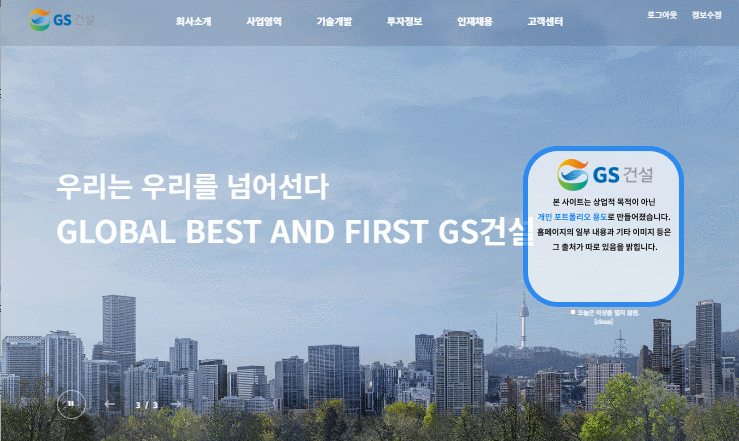 GS건설
회사소개 사업영역 기술개발 투자정보 인재채용 고객센터
로그아웃 정보수정
우리는 우리를 넘어선다
GLOBAL BEST AND FIRST GS건설
GS건설
본 사이트는 상업적 목적이 아닌
개인 포트폴리오 용도로 만들어졌습니다.
홈페이지의 일부 내용과 기타 이미지 등은
그 출처가 따로 있음을 밝힙니다.
오늘은 이창을 열지 않음.
[close]
3 / 3